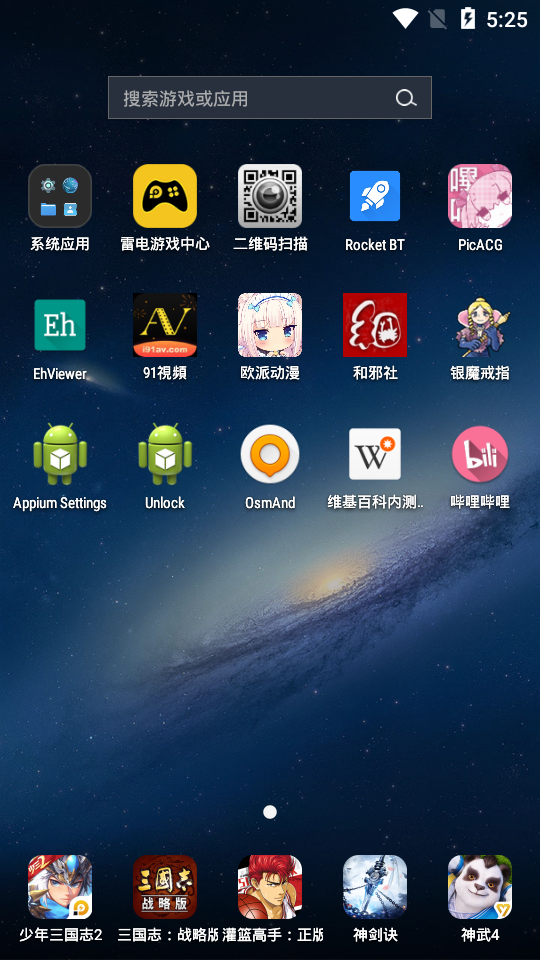 5:25
搜索游戏或应用
系统应用
雷电游戏中心
二维码扫描
Rocket BT
PicACG
嗶
Eh
AV
i91av.com
W
EhViewer
91視頻
欧派动漫
和邪社
银魔戒指
bili
Appium Settings
Unlock
OsmAnd
维基百科内测..
哔哩哔哩
三國志
战略版
少年三国志2
三国志：战略版
灌篮高手：正版
神剑诀
神武4